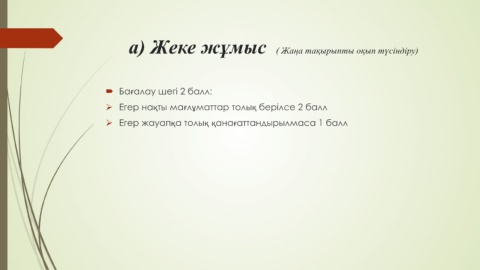 а) Жеке жұмыс ( Жаңа тақырыпты оқып түсіндіру)
Бағалау шегі 2 балл:
Егер нақты мағлұматтар толық берілсе 2 балл
Егер жауапқа толық қанағаттандырылмаса 1 балл